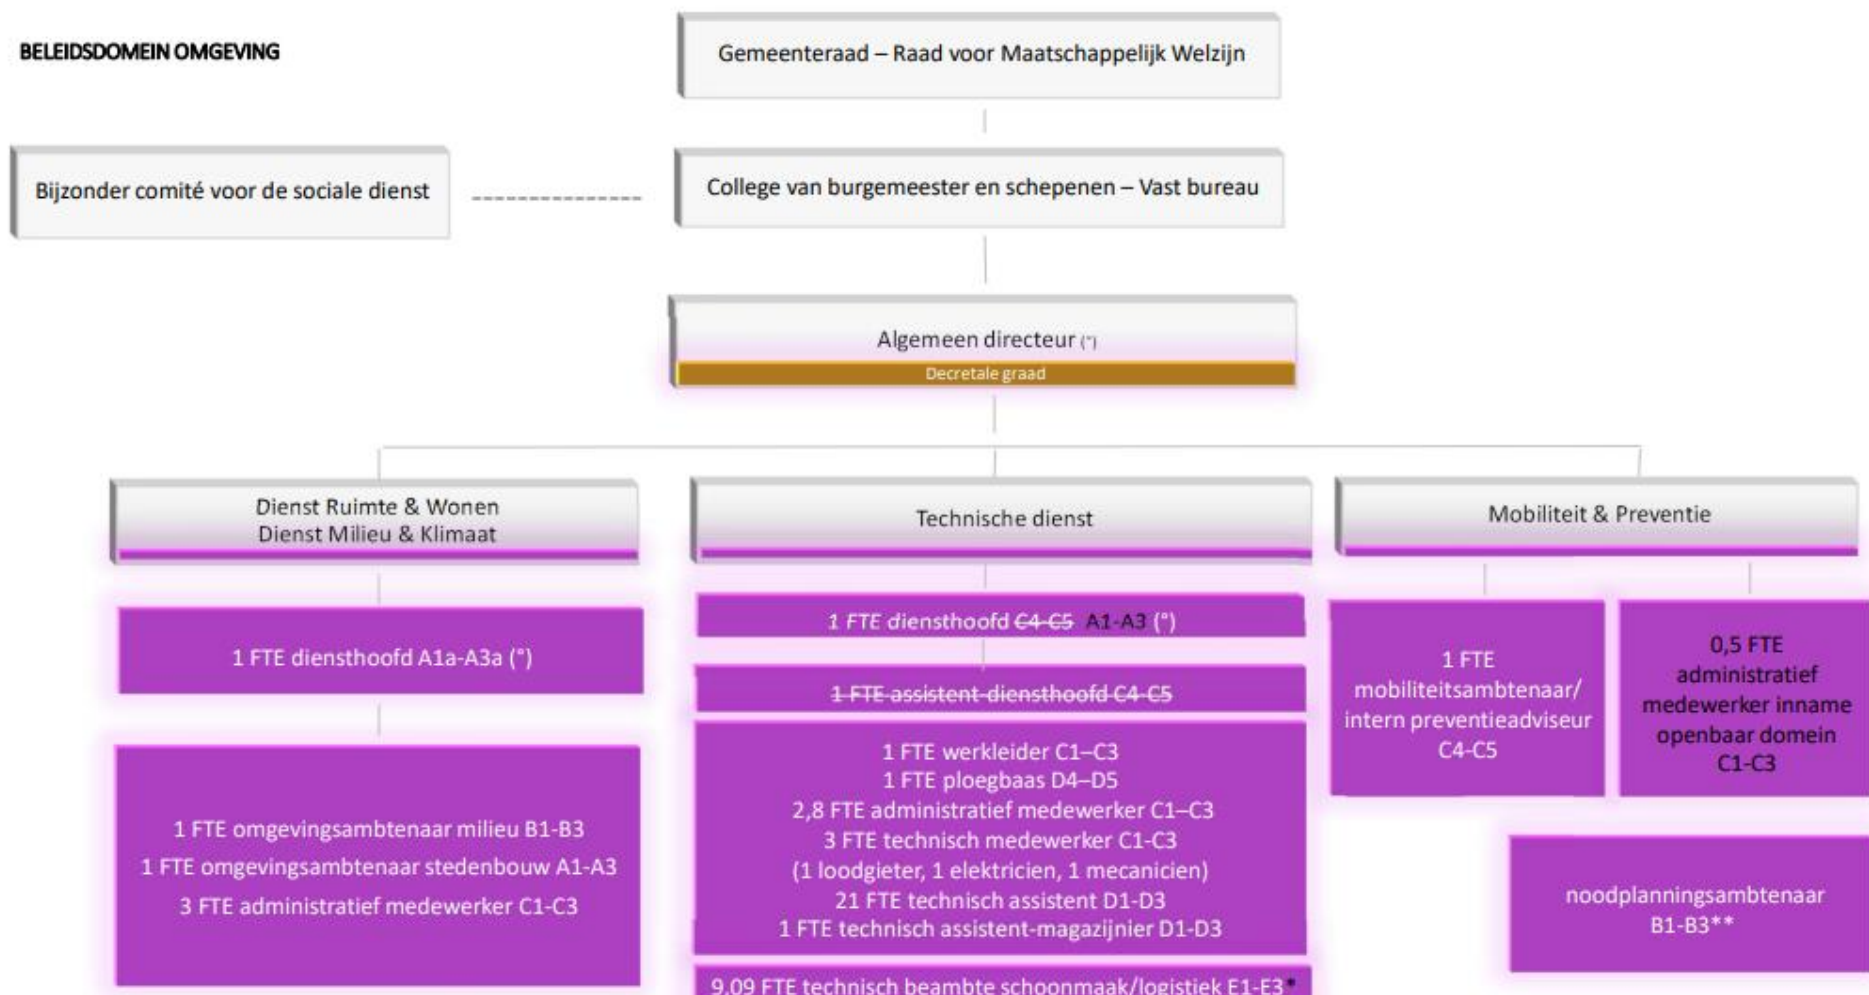 BELEIDSDOMEIN OMGEVING
Gemeenteraad – Raad voor Maatschappelijk Welzijn
Bijzonder comité voor de sociale dienst
College van burgemeester en schepenen – Vast bureau
Algemeen directeur (°)
Decretale graad
Dienst Ruimte & Wonen
Dienst Milieu & Klimaat
1 FTE diensthoofd A1a-A3a (°)
1 FTE omgevingsambtenaar milieu B1-B3
1 FTE omgevingsambtenaar stedenbouw A1-A3
3 FTE administratief medewerker C1-C3
Technische dienst
1 FTE diensthoofd C4-C5 A1-A3 (°)
1 FTE assistent-diensthoofd C4-C5
1 FTE werkleider C1–C3
1 FTE ploegbaas D4–D5
2,8 FTE administratief medewerker C1–C3
3 FTE technisch medewerker C1-C3
(1 loodgieter, 1 elektricien, 1 mecanicien)
21 FTE technisch assistent D1-D3
1 FTE technisch assistent-magazijnier D1-D3
9,09 FTE technisch beambte schoonmaak/logistiek E1-E3*
Mobiliteit & Preventie
1 FTE
mobiliteitsambtenaar/
intern preventieadviseur
C4-C5
0,5 FTE
administratief
medewerker inname
openbaar domein
C1-C3
noodplanningsambtenaar
B1-B3**